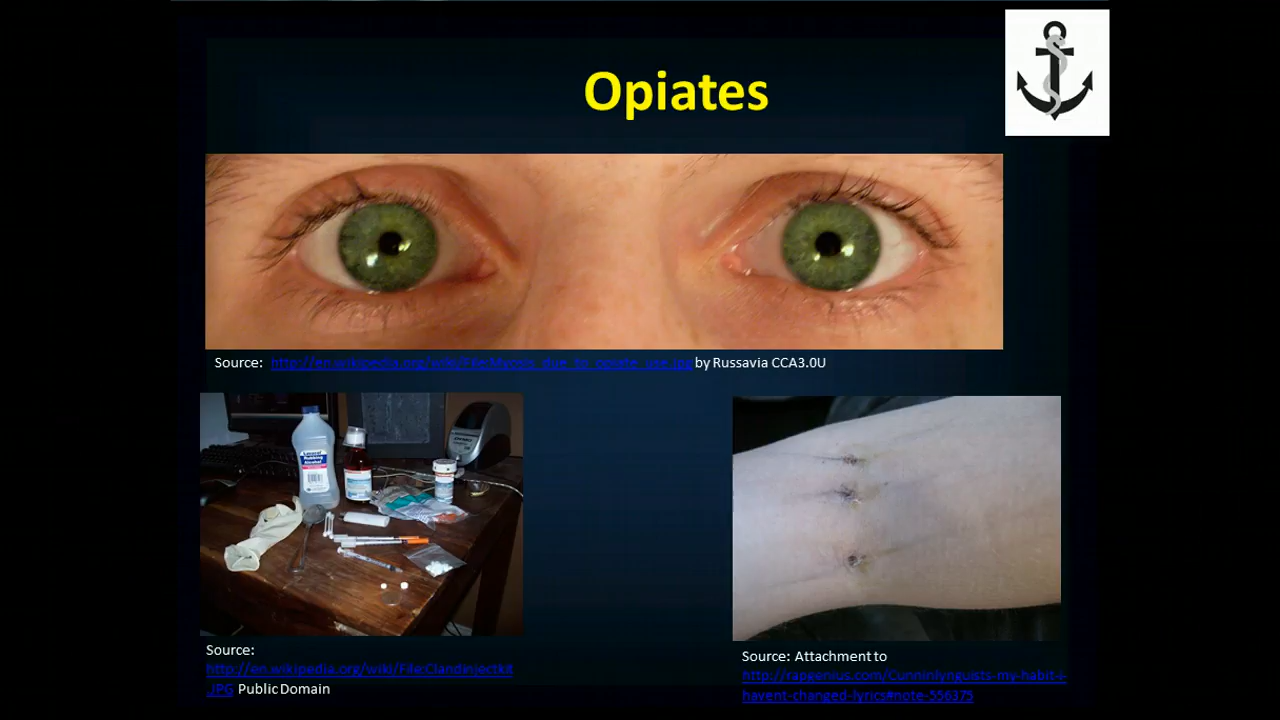 Opiates
Source: http://en.wikipedia.org/wiki/File:Myosis_due_to_opiate_use.jpg by Russavia CCA3.0U
Source:
http://en.wikipedia.org/wiki/File:Clandinjectkit
.JPG Public Domain
Source: Attachment to
http://rapgenius.com/Cunninlynguists-my-habit-i-
havent-changed-lyrics#note-556375
Rubbing
Alcohol